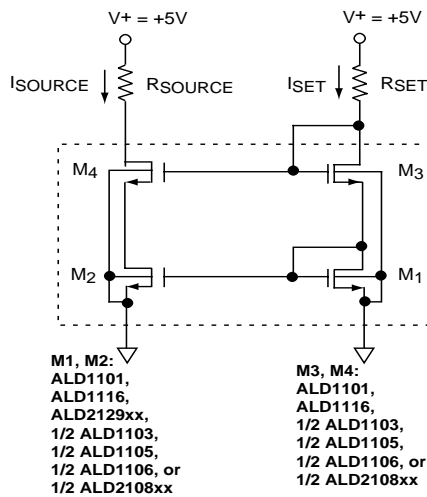 V+ = +5V
V+ = +5V
ISOURCE
RSOURCE
ISET
RSET
M4
M3
M2
M1
M1, M2:
ALD1101,
ALD1116,
ALD2129xx,
1/2 ALD1103,
1/2 ALD1105,
1/2 ALD1106, or
1/2 ALD2108xx
M3, M4:
ALD1101,
ALD1116,
1/2 ALD1103,
1/2 ALD1105,
1/2 ALD1106, or
1/2 ALD2108xx